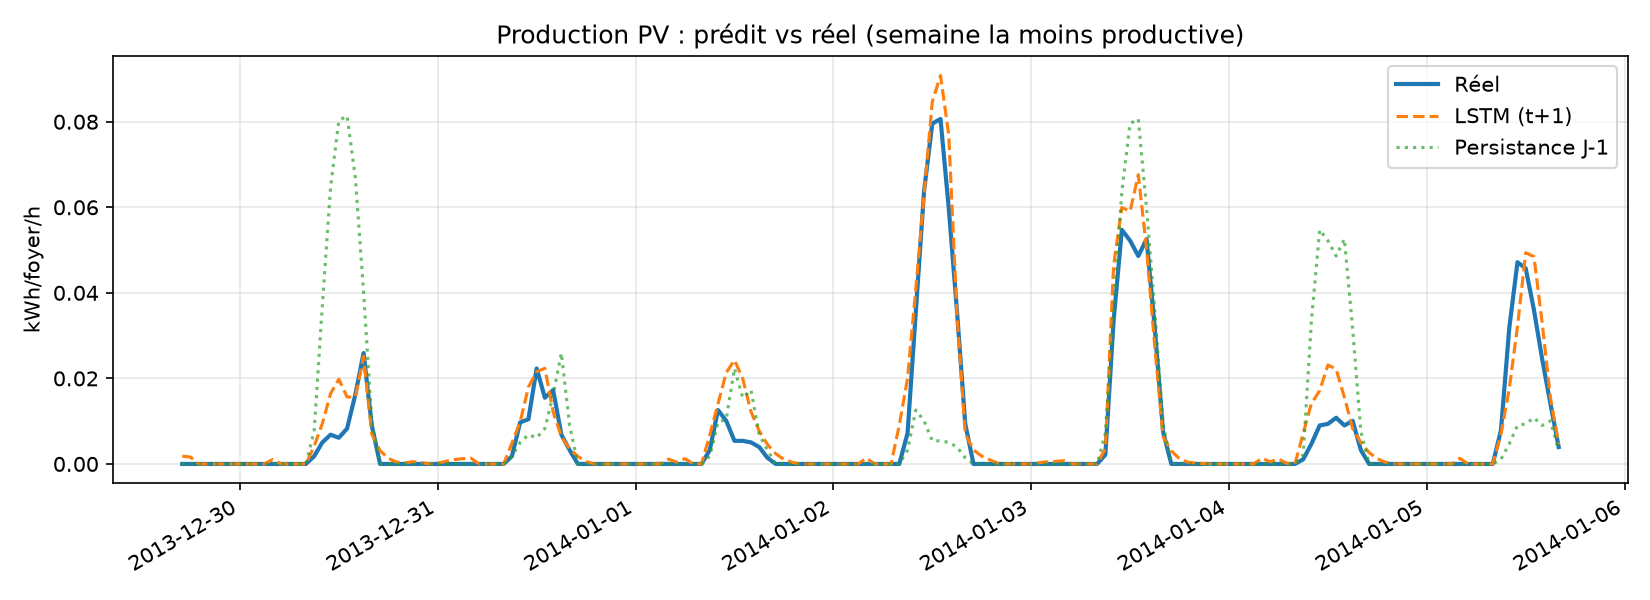 Production PV : prédit vs réel (semaine la moins productive)
Réel
LSTM (t+1)
Persistance J-1
kWh/foyer/h
0.08
0.06
0.04
0.02
0.00
2013-12-30
2013-12-31
2014-01-01
2014-01-02
2014-01-03
2014-01-04
2014-01-05
2014-01-06